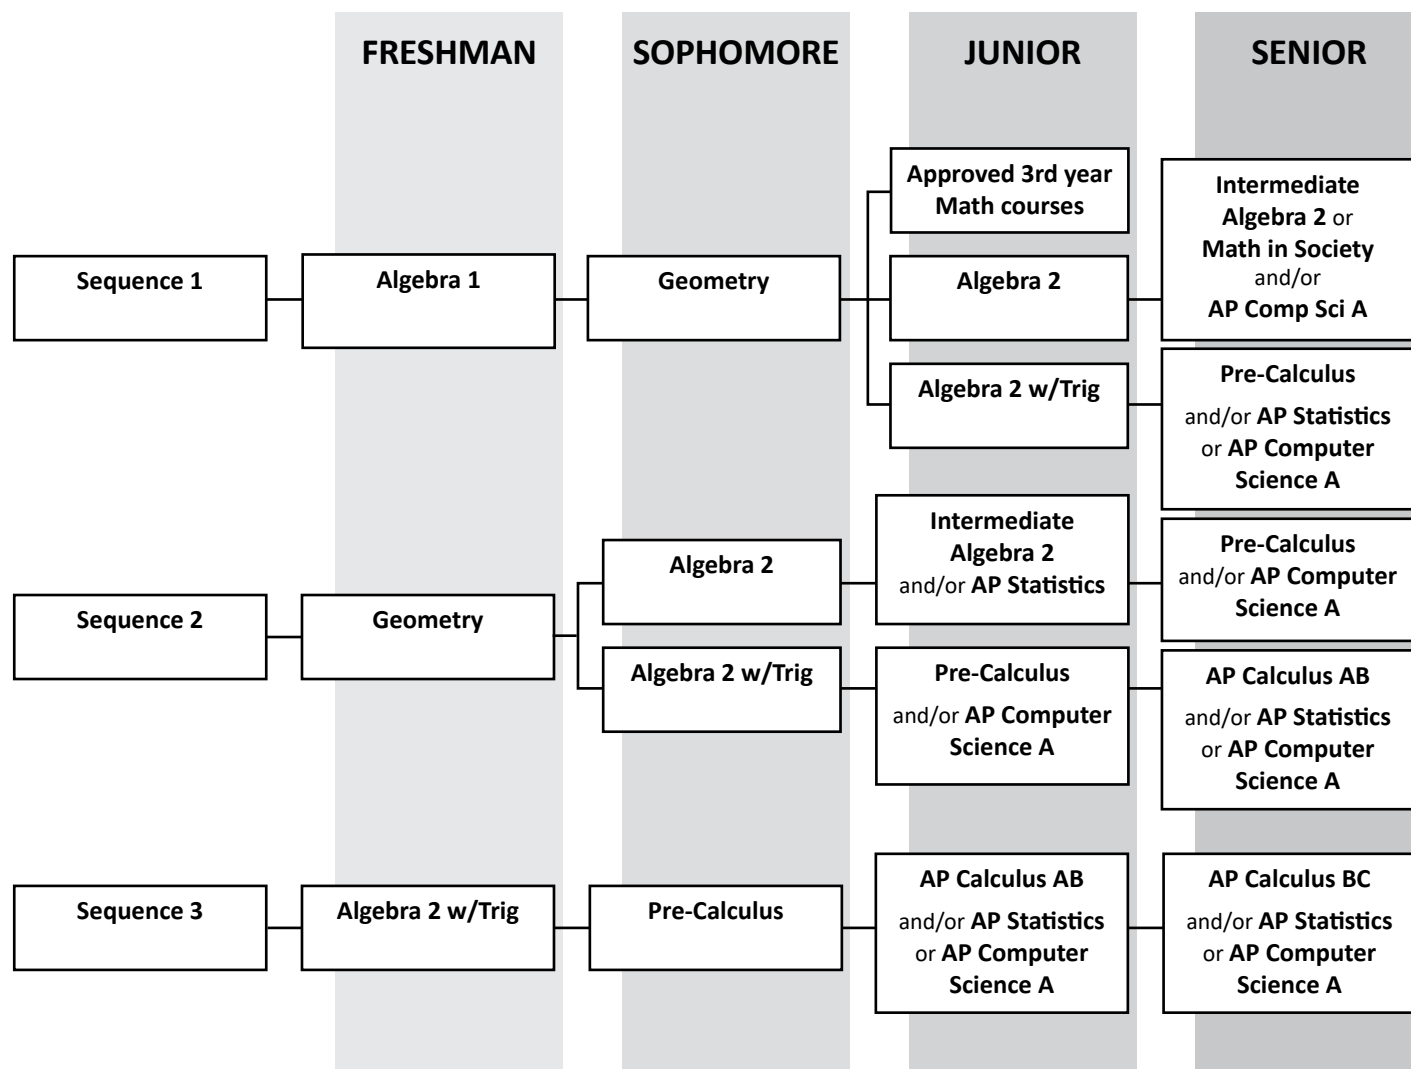 FRESHMAN
SOPHOMORE
JUNIOR
SENIOR
Sequence 1
Algebra 1
Geometry
Approved 3rd year
Math courses
Algebra 2
Algebra 2 w/Trig
Intermediate
Algebra 2 or
Math in Society
and/or
AP Comp Sci A
Pre-Calculus
and/or AP Statistics
or AP Computer
Science A
Sequence 2
Geometry
Algebra 2
Intermediate
Algebra 2
and/or AP Statistics
Pre-Calculus
and/or AP Computer
Science A
Algebra 2 w/Trig
Pre-Calculus
and/or AP Computer
Science A
AP Calculus AB
and/or AP Statistics
or AP Computer
Science A
Sequence 3
Algebra 2 w/Trig
Pre-Calculus
AP Calculus AB
and/or AP Statistics
or AP Computer
Science A
AP Calculus BC
and/or AP Statistics
or AP Computer
Science A